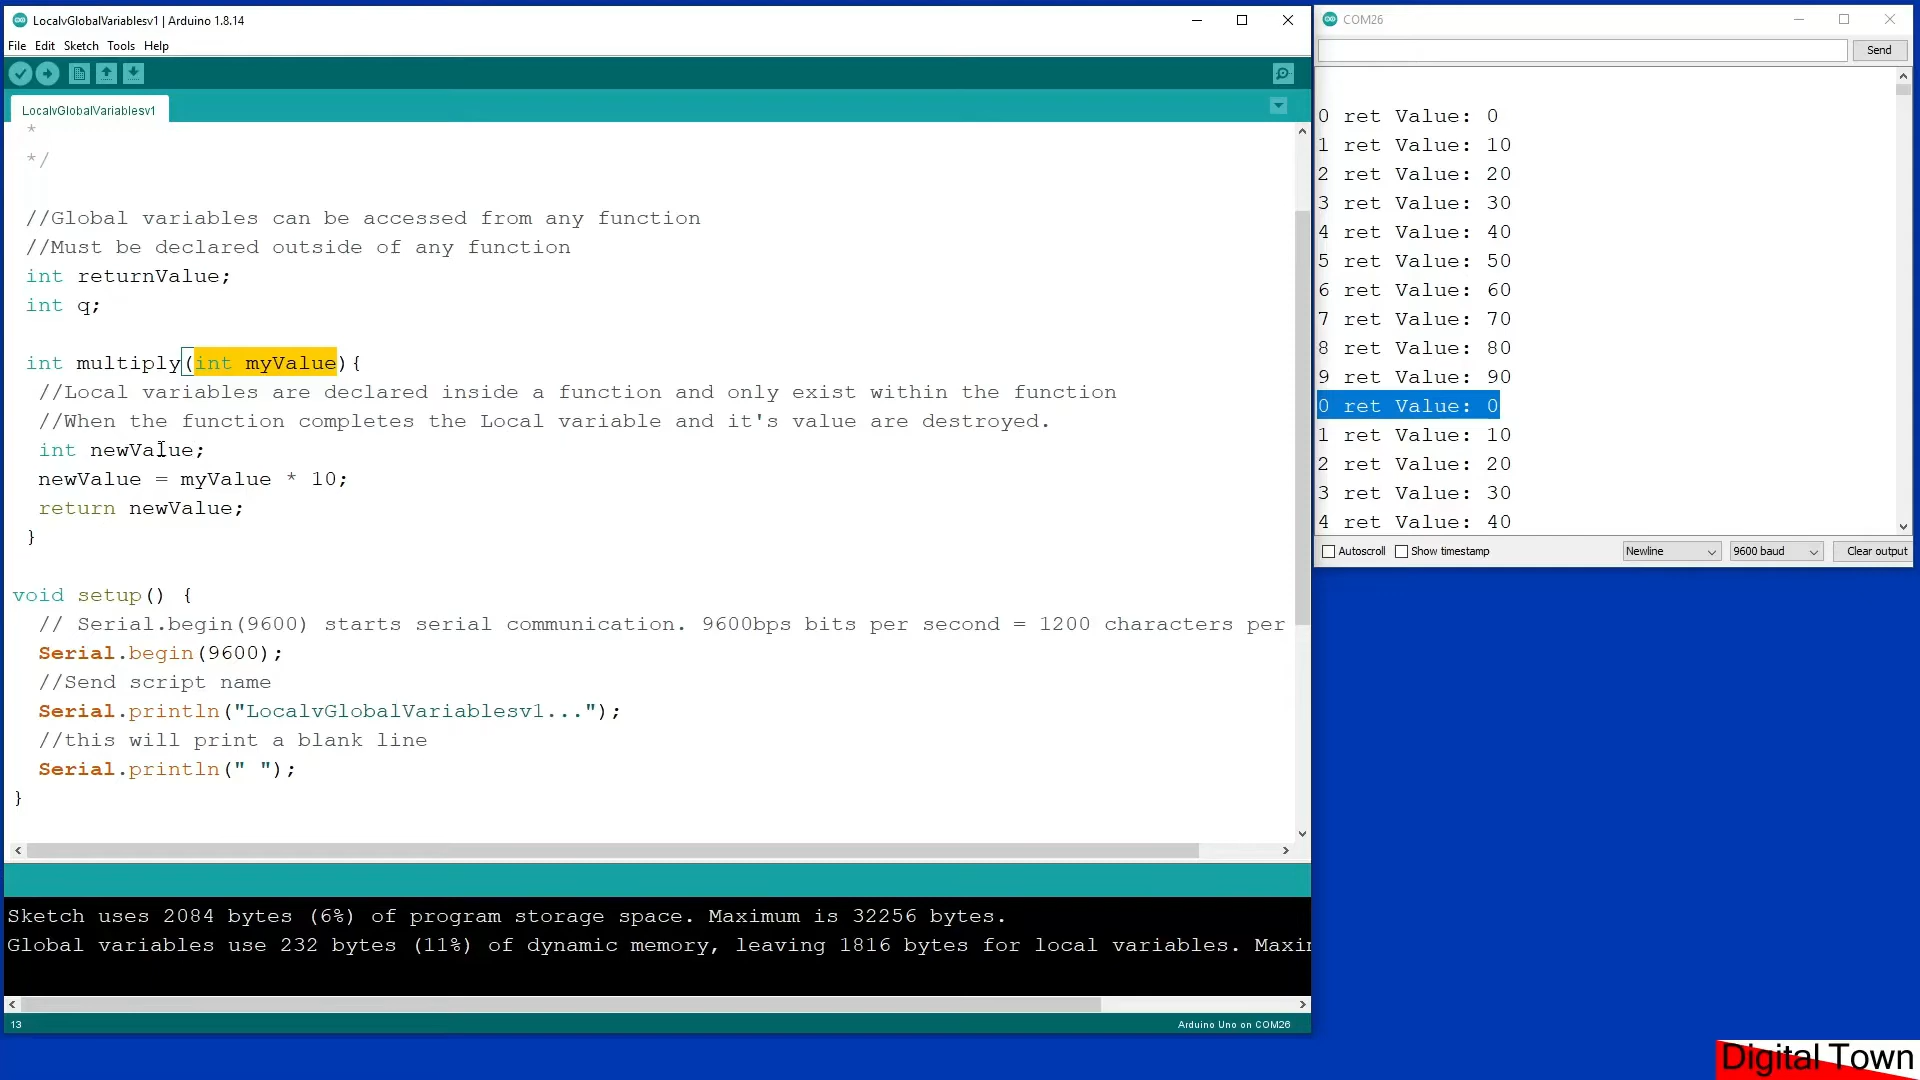 LocalvGlobalVariablesv1 | Arduino 1.8.14
File Edit Sketch Tools Help
LocalvGlobalVariablesv1
*
*/
//Global variables can be accessed from any function
//Must be declared outside of any function
int returnValue;
int q;
int multiply(int myValue){
//Local variables are declared inside a function and only exist within the function
//When the function completes the Local variable and it's value are destroyed.
int newValue;
newValue = myValue * 10;
return newValue;
}
void setup() {
// Serial.begin(9600) starts serial communication. 9600bps bits per second = 1200 characters per
Serial.begin(9600);
//Send script name
Serial.println("LocalvGlobalVariablesv1...");
//this will print a blank line
Serial.println(" ");
}
Sketch uses 2084 bytes (6%) of program storage space. Maximum is 32256 bytes.
Global variables use 232 bytes (11%) of dynamic memory, leaving 1816 bytes for local variables. Maxin
13
Arduino Uno on COM26
COM26
Send
0 ret Value: 0
1 ret Value: 10
2 ret Value: 20
3 ret Value: 30
4 ret Value: 40
5 ret Value: 50
6 ret Value: 60
7 ret Value: 70
8 ret Value: 80
9 ret Value: 90
0 ret Value: 0
1 ret Value: 10
2 ret Value: 20
3 ret Value: 30
4 ret Value: 40
Autoscroll Show timestamp Newline 9600 baud Clear output
Digital Town